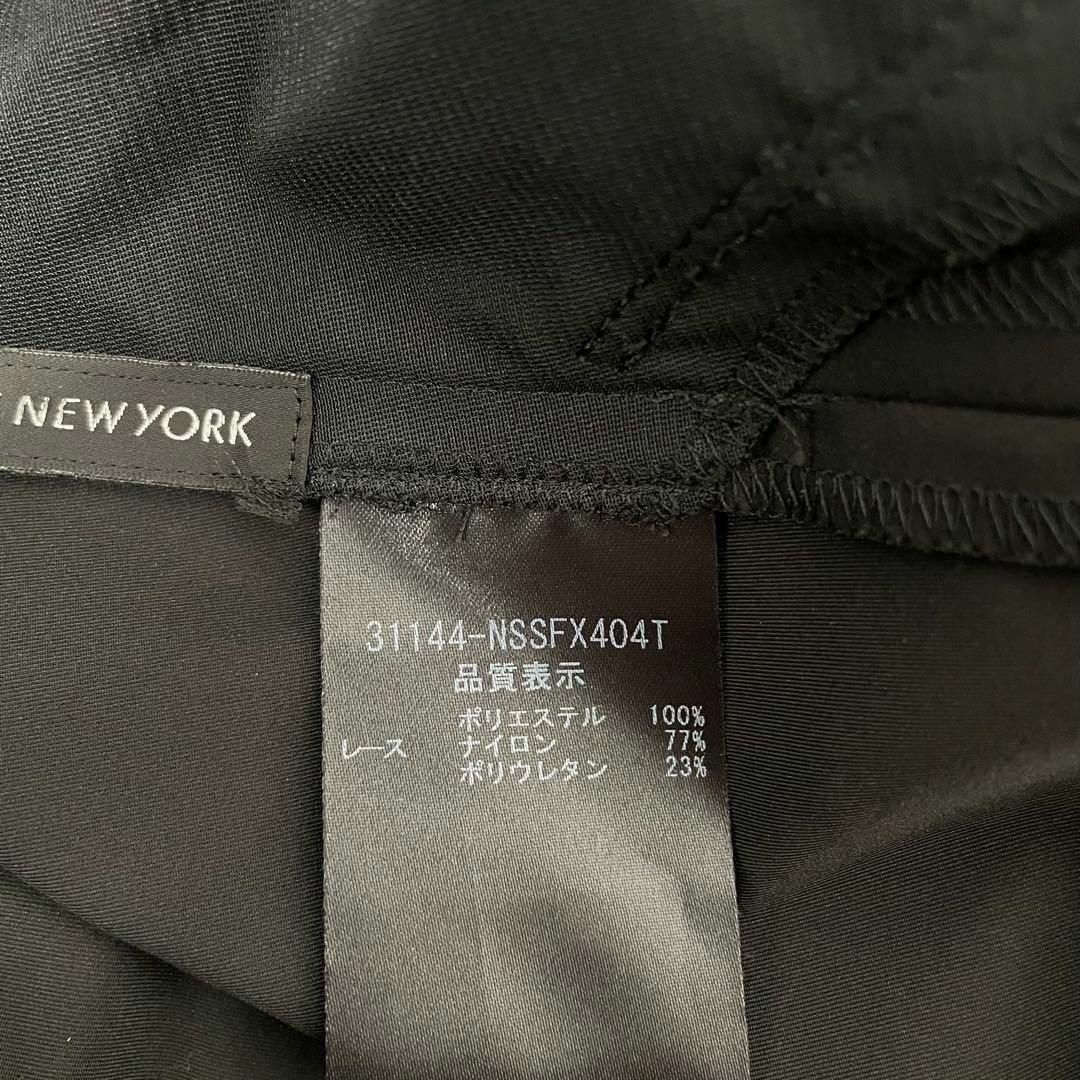 NEW YORK
31144-NSSFX404T
品質表示
ポリエステル 100%
レース ナイロン 77%
ポリウレタン 23%